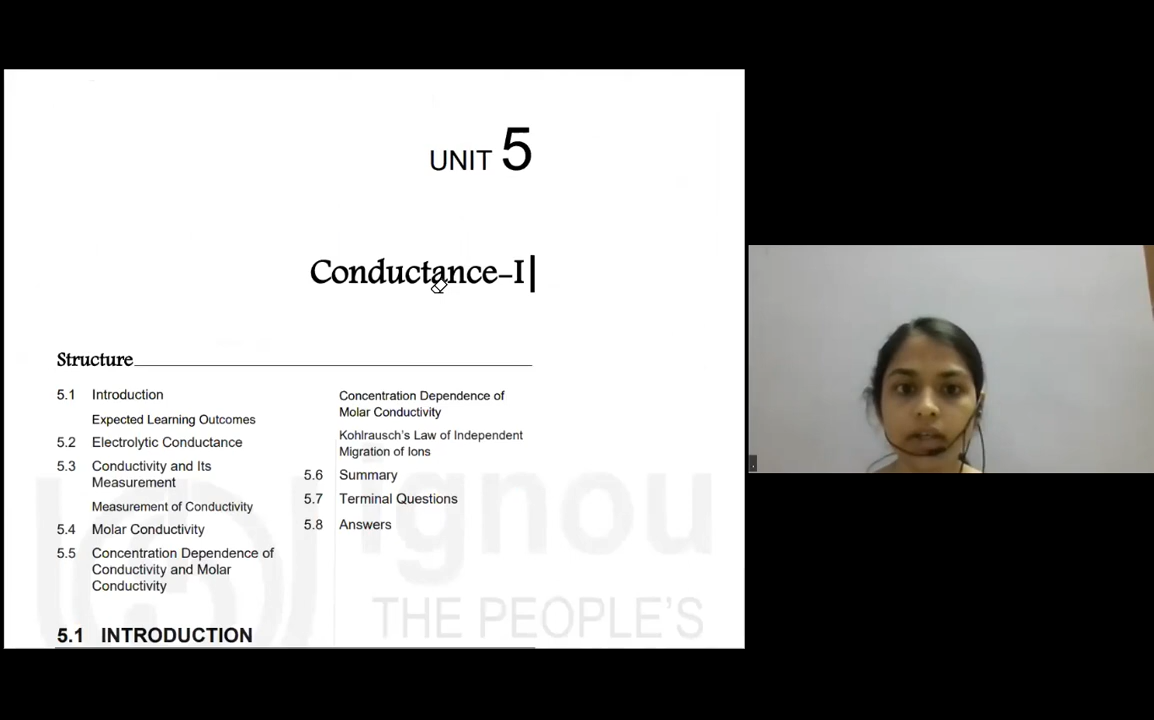 UNIT 5
Conductance-I
Structure
5.1 Introduction
Expected Learning Outcomes
5.2 Electrolytic Conductance
5.3 Conductivity and Its
Measurement
Measurement of Conductivity
5.4 Molar Conductivity
5.5 Concentration Dependence of
Conductivity and Molar
Conductivity
Concentration Dependence of
Molar Conductivity
Kohlrausch's Law of Independent
Migration of Ions
5.6 Summary
5.7 Terminal Questions
5.8 Answers
ignou
THE PEOPLE'S
5.1 INTRODUCTION